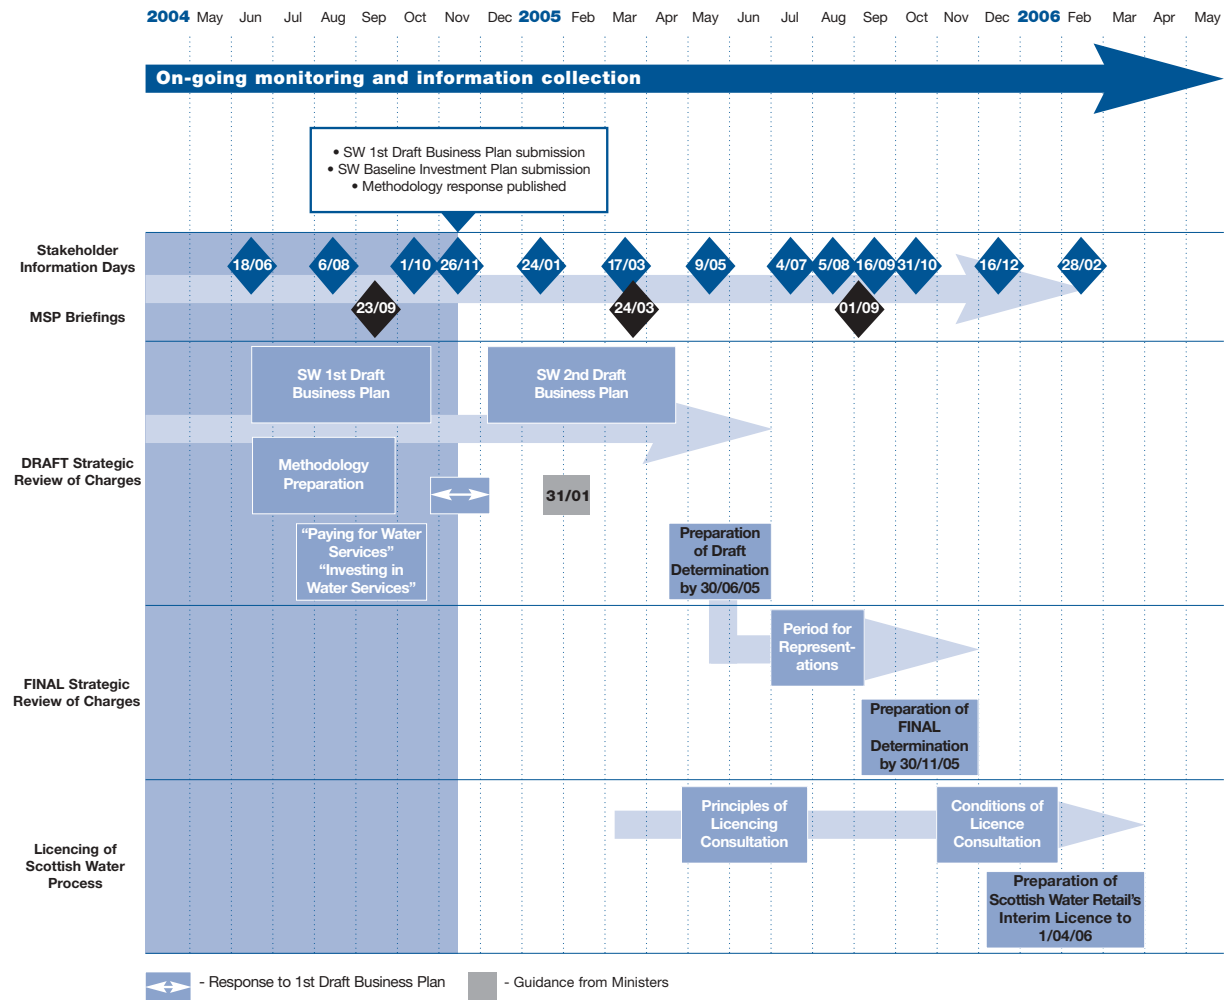 2004 May Jun Jul Aug Sep Oct Nov Dec 2005 Feb Mar Apr May Jun Jul Aug Sep Oct Nov Dec 2006 Feb Mar Apr May
On-going monitoring and information collection
• SW 1st Draft Business Plan submission
• SW Baseline Investment Plan submission
• Methodology response published
Stakeholder
Information Days
18/06 6/08 1/10 26/11 24/01 17/03 9/05 4/07 5/08 16/09 31/10 16/12 28/02
MSP Briefings
23/09 24/03 01/09
DRAFT Strategic
Review of Charges
SW 1st Draft
Business Plan
SW 2nd Draft
Business Plan
Methodology
Preparation
31/01
“Paying for Water
Services”
“Investing in
Water Services”
Preparation
of Draft
Determination
by 30/06/05
FINAL Strategic
Review of Charges
Period for
Represent-
ations
Preparation of
FINAL
Determination
by 30/11/05
Licencing of
Scottish Water
Process
Principles of
Licencing
Consultation
Conditions of
Licence
Consultation
Preparation of
Scottish Water Retail's
Interim Licence to
1/04/06
- Response to 1st Draft Business Plan
- Guidance from Ministers